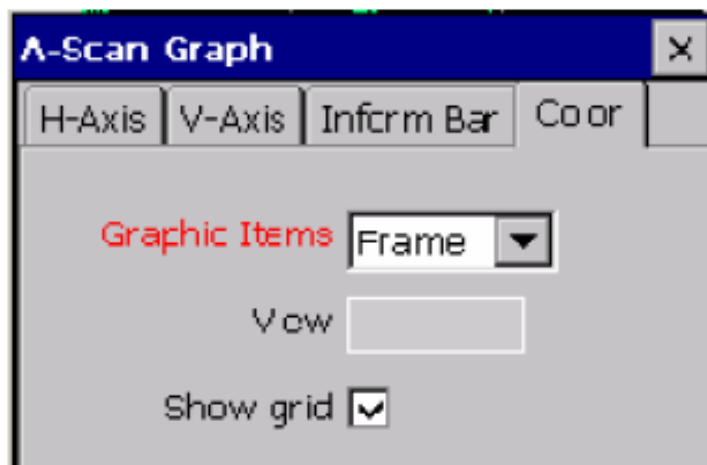 A-Scan Graph
H-Axis V-Axis Inform Bar Color
Graphic Items Frame
View
Show grid